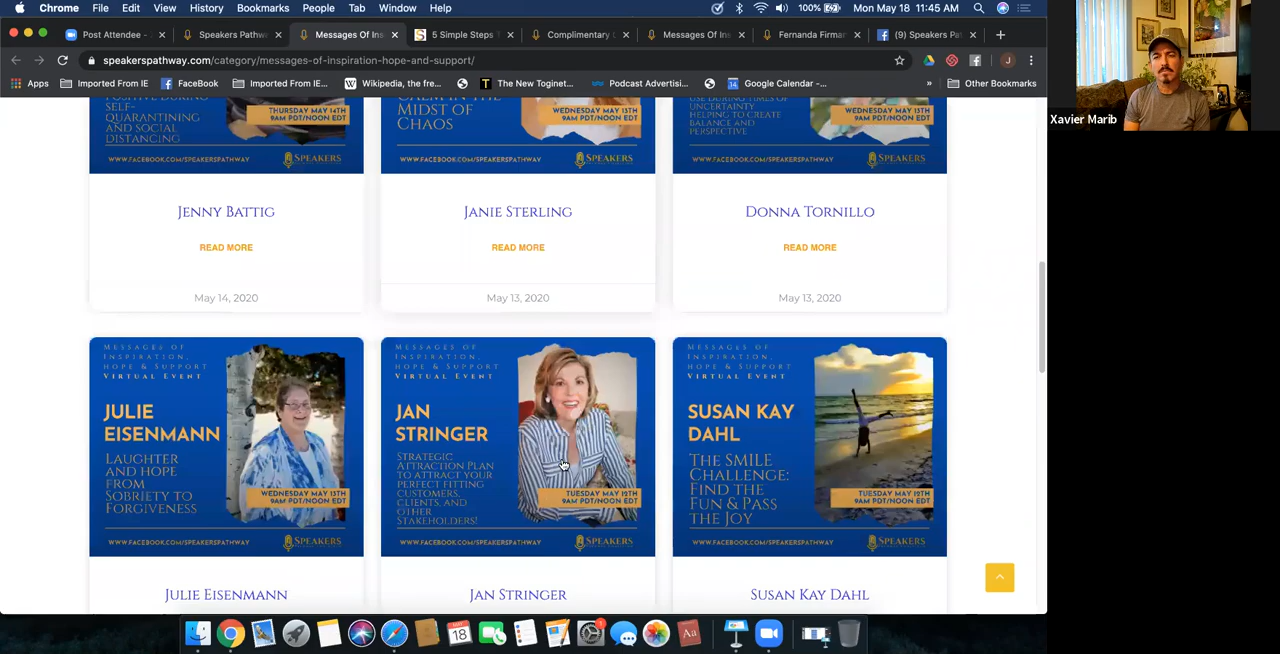 Chrome File Edit View History Bookmarks Speakers People Tab Window Help 100% Mon May 18 11:45 AM
Post Attendee - Speakers Pathw Messages Of Ins 5 Simple Steps Complimentary Messages Of Ins Fernanda Firma (9) Speakers Pa
speakerspathway.com/category/messages-of-inspiration-hope-and-support/
Apps Imported From IE FaceBook Imported From IE... Wikipedia, the fre... The New Toginet... Podcast Advertisi... Google Calendar -... » Other Bookmarks
Xavier Marib
SELF-
QUARANTINING
AND SOCIAL
DISTANCING
THURSDAY MAY 14TH
9AM PDT/NOON EDT
WWW.FACEBOOK.COM/SPEAKERSPATHWAY SPEAKERS
MIDST OF
CHAOS
WEDNESDAY MAY 13TH
9AM PDT/NOON EDT
WWW.FACEBOOK.COM/SPEAKERSPATHWAY SPEAKERS
USE DURING TIMES OF
UNCERTAINTY
HELPING TO CREATE
BALANCE AND
PERSPECTIVE
WEDNESDAY MAY 13TH
9AM PDT/NOON EDT
WWW.FACEBOOK.COM/SPEAKERSPATHWAY SPEAKERS
Jenny Battig Janie Sterling Donna Tornillo
READ MORE READ MORE READ MORE
May 14, 2020 May 13, 2020 May 13, 2020
MESSAGES OF
INSPIRATION,
HOPE & SUPPORT
VIRTUAL EVENT
JULIE
EISENMANN
LAUGHTER
AND HOPE
FROM
SOBRIETY TO
FORGIVENESS
WEDNESDAY MAY 13TH
9AM PDT/NOON EDT
WWW.FACEBOOK.COM/SPEAKERSPATHWAY SPEAKERS
MESSAGES OF
INSPIRATION,
HOPE & SUPPORT
VIRTUAL EVENT
JAN
STRINGER
STRATEGIC
ATTRACTION PLAN
TO ATTRACT YOUR
PERFECT FITTING
CUSTOMERS,
CLIENTS, AND
OTHER
STAKEHOLDERS!
TUESDAY MAY 12TH
9AM PDT/NOON EDT
WWW.FACEBOOK.COM/SPEAKERSPATHWAY SPEAKERS
MESSAGES OF
INSPIRATION,
HOPE & SUPPORT
VIRTUAL EVENT
SUSAN KAY
DAHL
THE SMILE
CHALLENGE:
FIND THE
FUN & PASS
THE JOY
TUESDAY MAY 12TH
9AM PDT/NOON EDT
WWW.FACEBOOK.COM/SPEAKERSPATHWAY SPEAKERS
Julie Eisenmann Jan Stringer Susan Kay Dahl